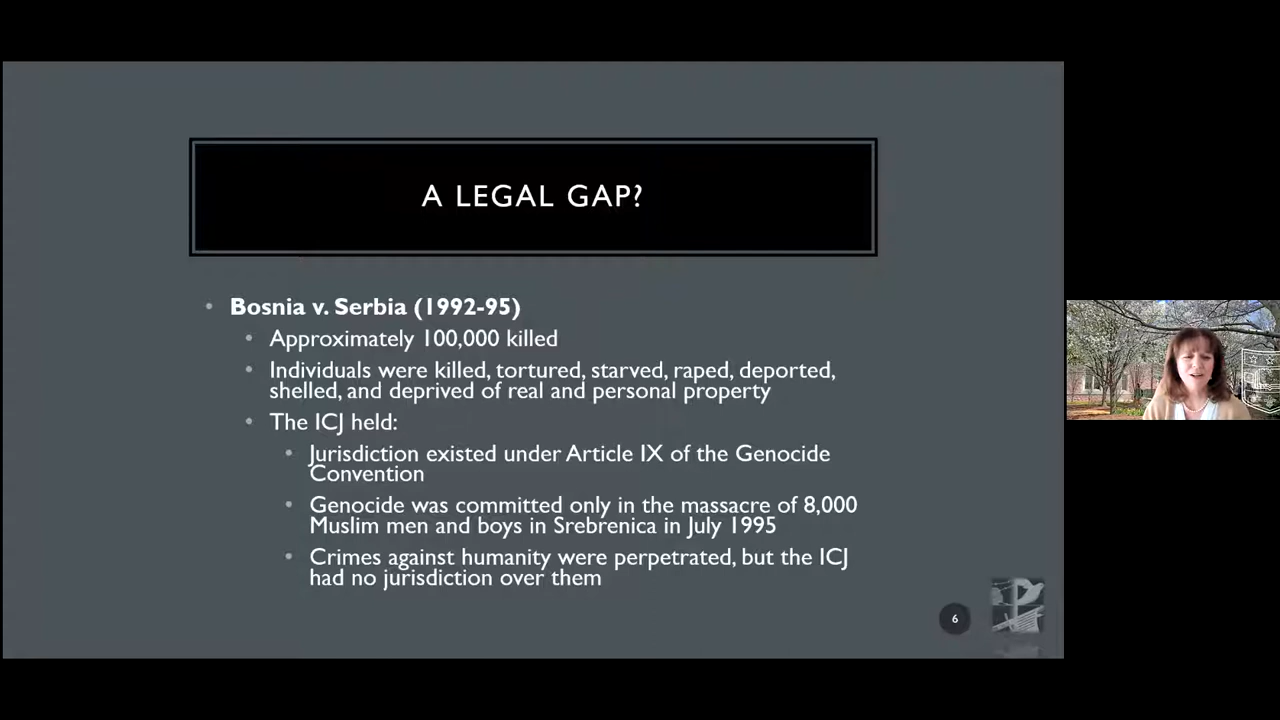 A LEGAL GAP?
• Bosnia v. Serbia (1992-95)
• Approximately 100,000 killed
• Individuals were killed, tortured, starved, raped, deported,
shelled, and deprived of real and personal property
• The ICJ held:
• Jurisdiction existed under Article IX of the Genocide
Convention
• Genocide was committed only in the massacre of 8,000
Muslim men and boys in Srebrenica in July 1995
• Crimes against humanity were perpetrated, but the ICJ
had no jurisdiction over them
6